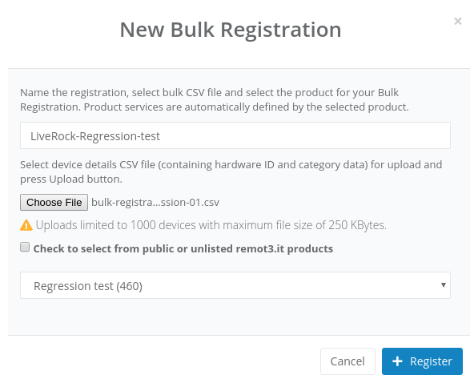 New Bulk Registration
×
Name the registration, select bulk CSV file and select the product for your Bulk
Registration. Product services are automatically defined by the selected product.
LiveRock-Regression-test
Select device details CSV file (containing hardware ID and category data) for upload and
press Upload button.
Choose File bulk-registra...ssion-01.csv
Uploads limited to 1000 devices with maximum file size of 250 KBytes.
Check to select from public or unlisted remot3.it products
Regression test (460)
Cancel + Register